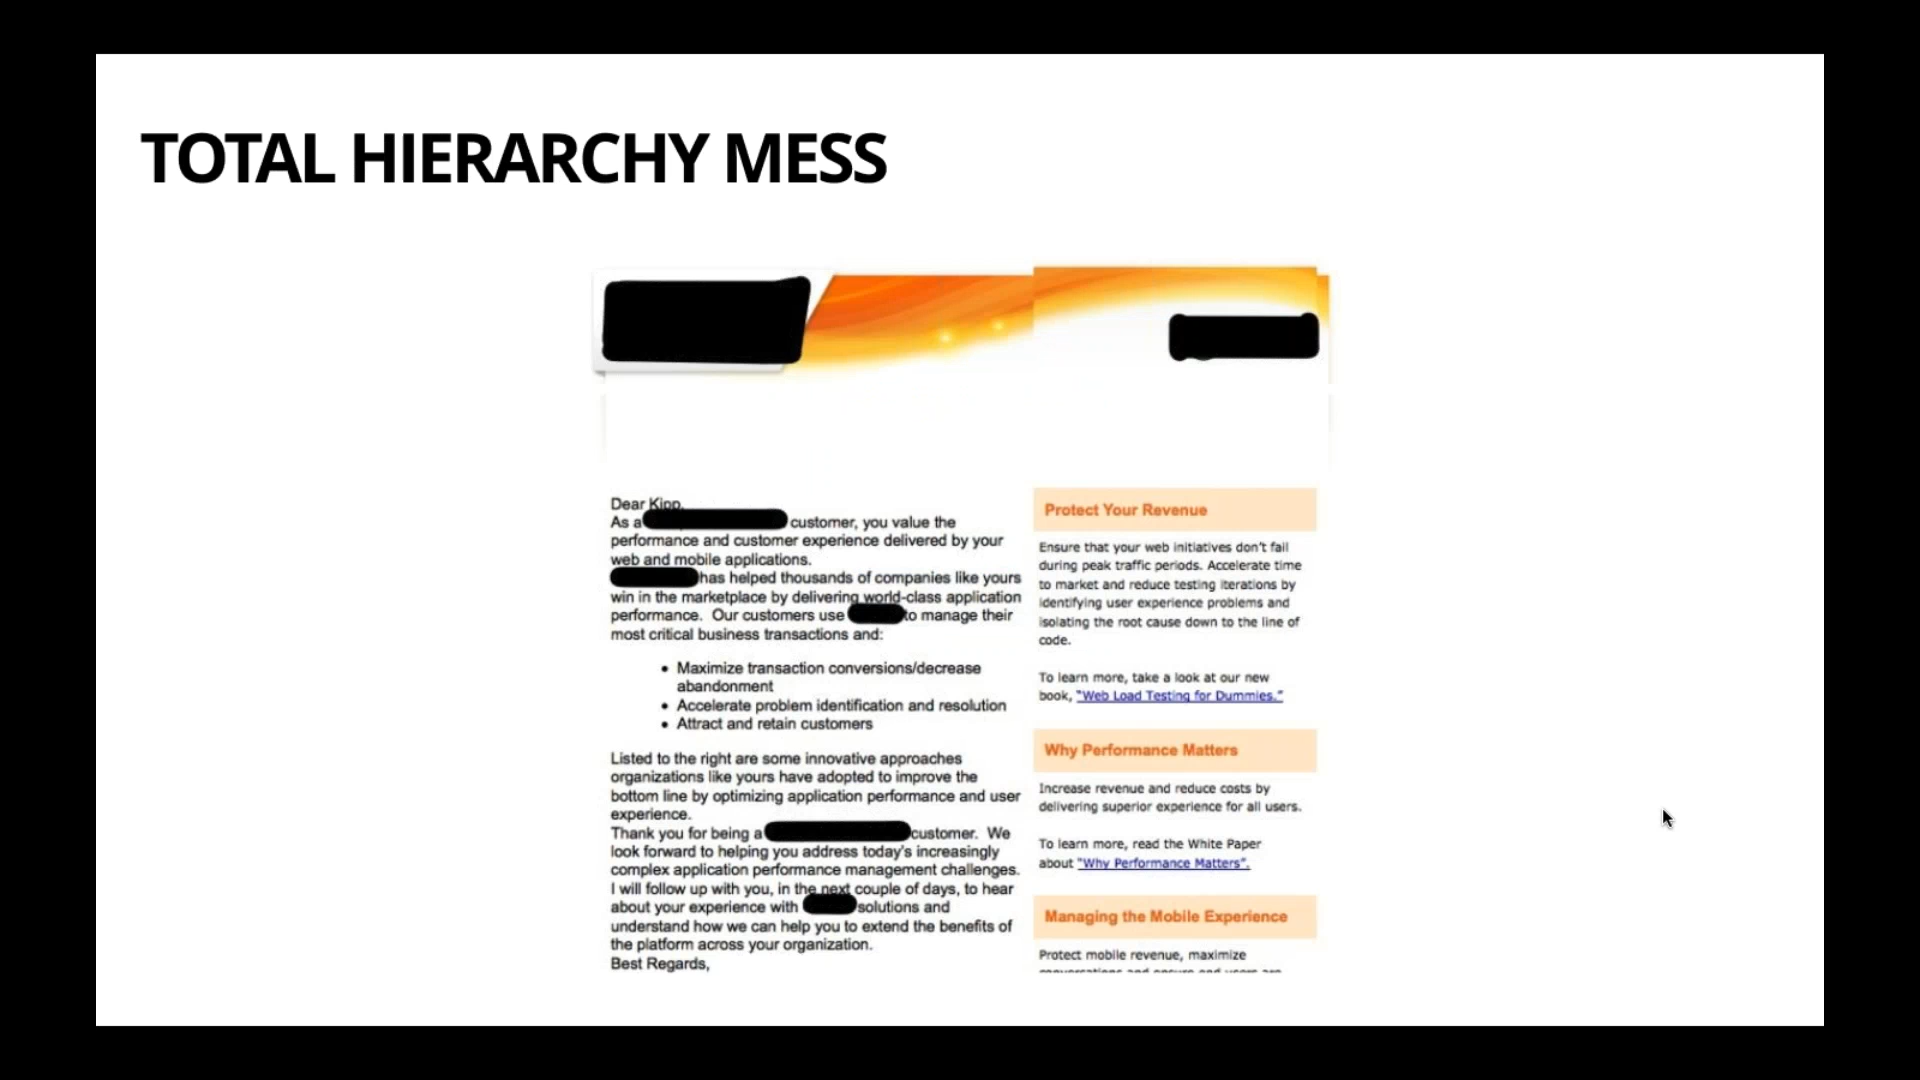 TOTAL HIERARCHY MESS
Dear Kipp,
As a customer, you value the
performance and customer experience delivered by your
web and mobile applications.
has helped thousands of companies like yours
win in the marketplace by delivering world-class application
performance. Our customers use to manage their
most critical business transactions and:
• Maximize transaction conversions/decrease
abandonment
• Accelerate problem identification and resolution
• Attract and retain customers
Listed to the right are some innovative approaches
organizations like yours have adopted to improve the
bottom line by optimizing application performance and user
experience.
Thank you for being a customer. We
look forward to helping you address today's increasingly
complex application performance management challenges.
I will follow up with you, in the next couple of days, to hear
about your experience with solutions and
understand how we can help you to extend the benefits of
the platform across your organization.
Best Regards,
Protect Your Revenue
Ensure that your web initiatives don't fail
during peak traffic periods. Accelerate time
to market and reduce testing iterations by
identifying user experience problems and
isolating the root cause down to the line of
code.
To learn more, take a look at our new
book, "Web Load Testing for Dummies."
Why Performance Matters
Increase revenue and reduce costs by
delivering superior experience for all users.
To learn more, read the White Paper
about "Why Performance Matters".
Managing the Mobile Experience
Protect mobile revenue, maximize